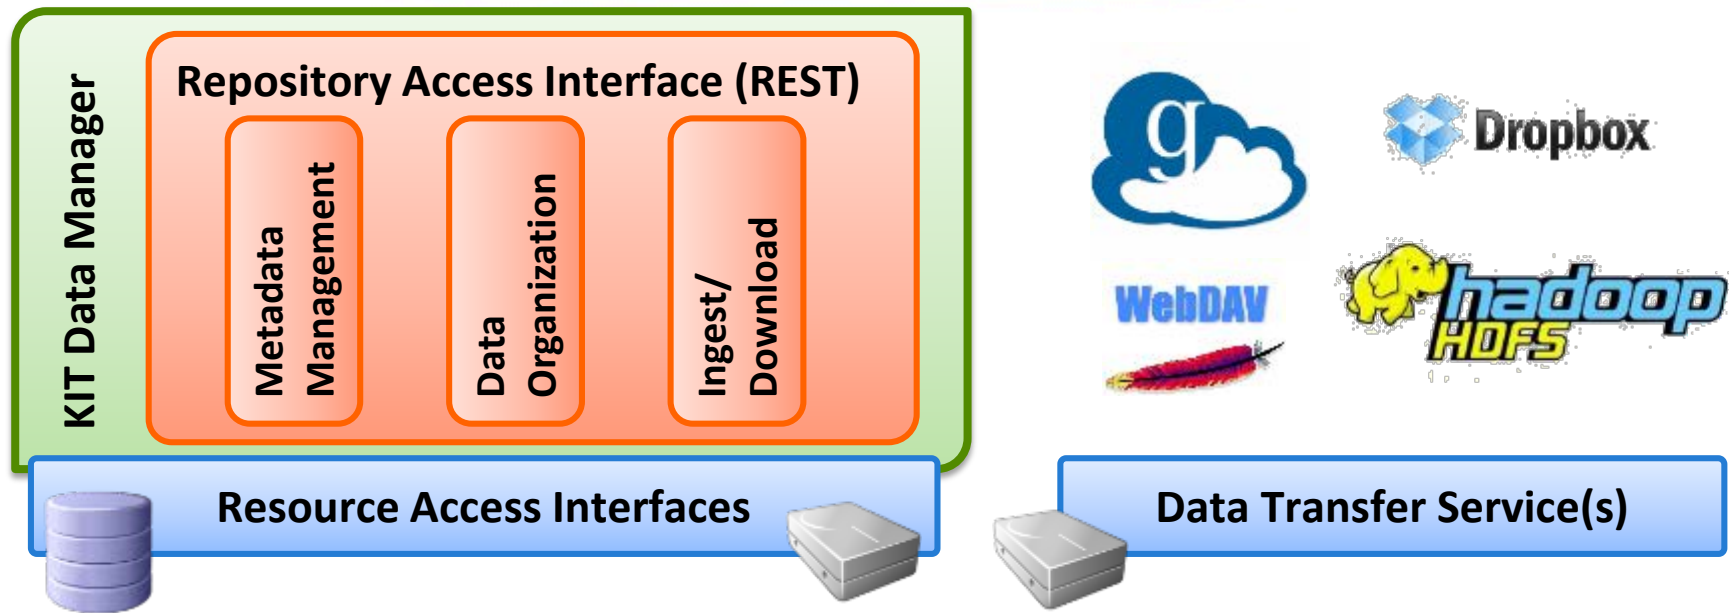 KIT Data Manager
Repository Access Interface (REST)
Metadata
Management
Data
Organization
Ingest/
Download
Resource Access Interfaces
g
Dropbox
WebDAV
hadoop
HDFS
Data Transfer Service(s)